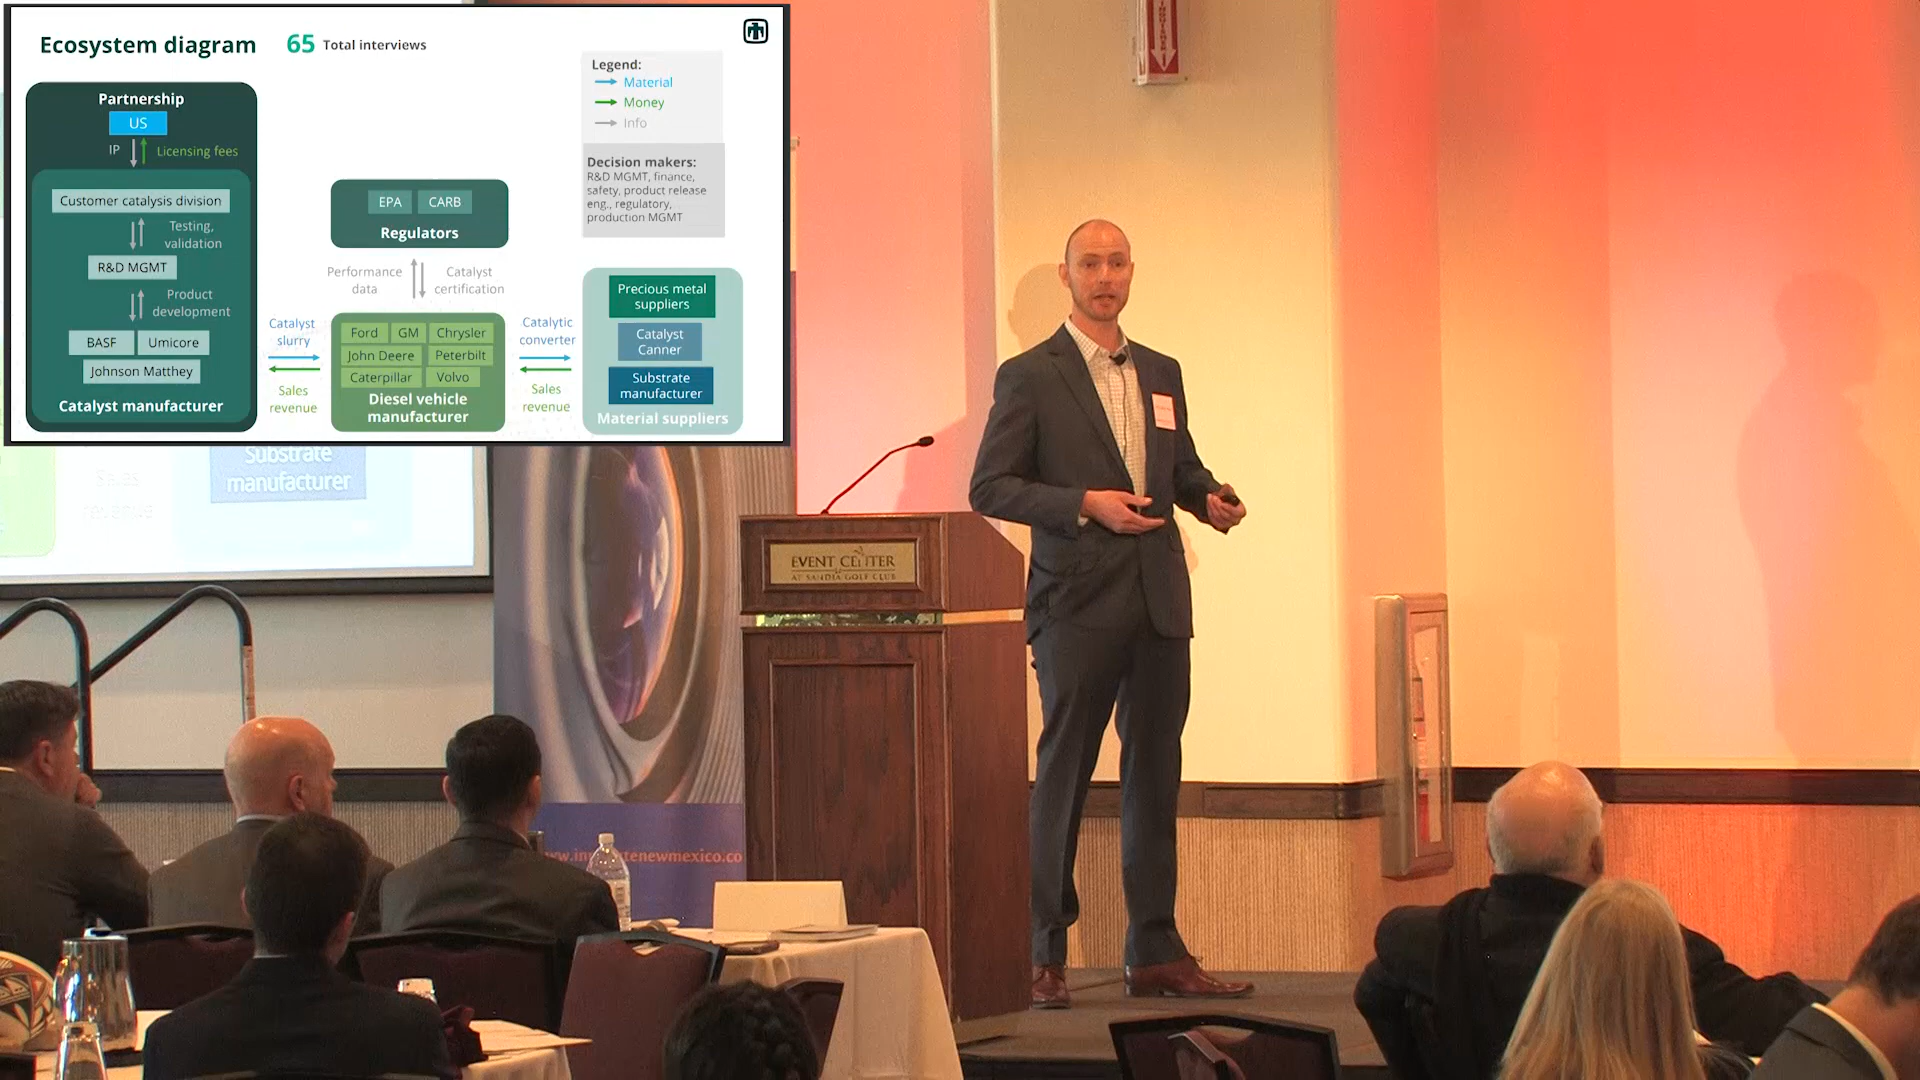 Ecosystem diagram
65 Total interviews
Legend:
Material
Money
Info
Decision makers:
R&D MGMT, finance,
safety, product release
eng., regulatory,
production MGMT
Partnership
US
IP
Licensing fees
Customer catalysis division
Testing,
validation
R&D MGMT
Product
development
BASF
Umicore
Johnson Matthey
Catalyst manufacturer
Catalyst
slurry
Sales
revenue
EPA
CARB
Regulators
Performance
data
Catalyst
certification
Ford
GM
Chrysler
John Deere
Peterbilt
Caterpillar
Volvo
Diesel vehicle
manufacturer
Catalytic
converter
Sales
revenue
Precious metal
suppliers
Catalyst
Canner
Substrate
manufacturer
Material suppliers
Substrate
manufacturer
Sales
revenue
EVENT CENTER
AT SANDIA GOLF CLUB